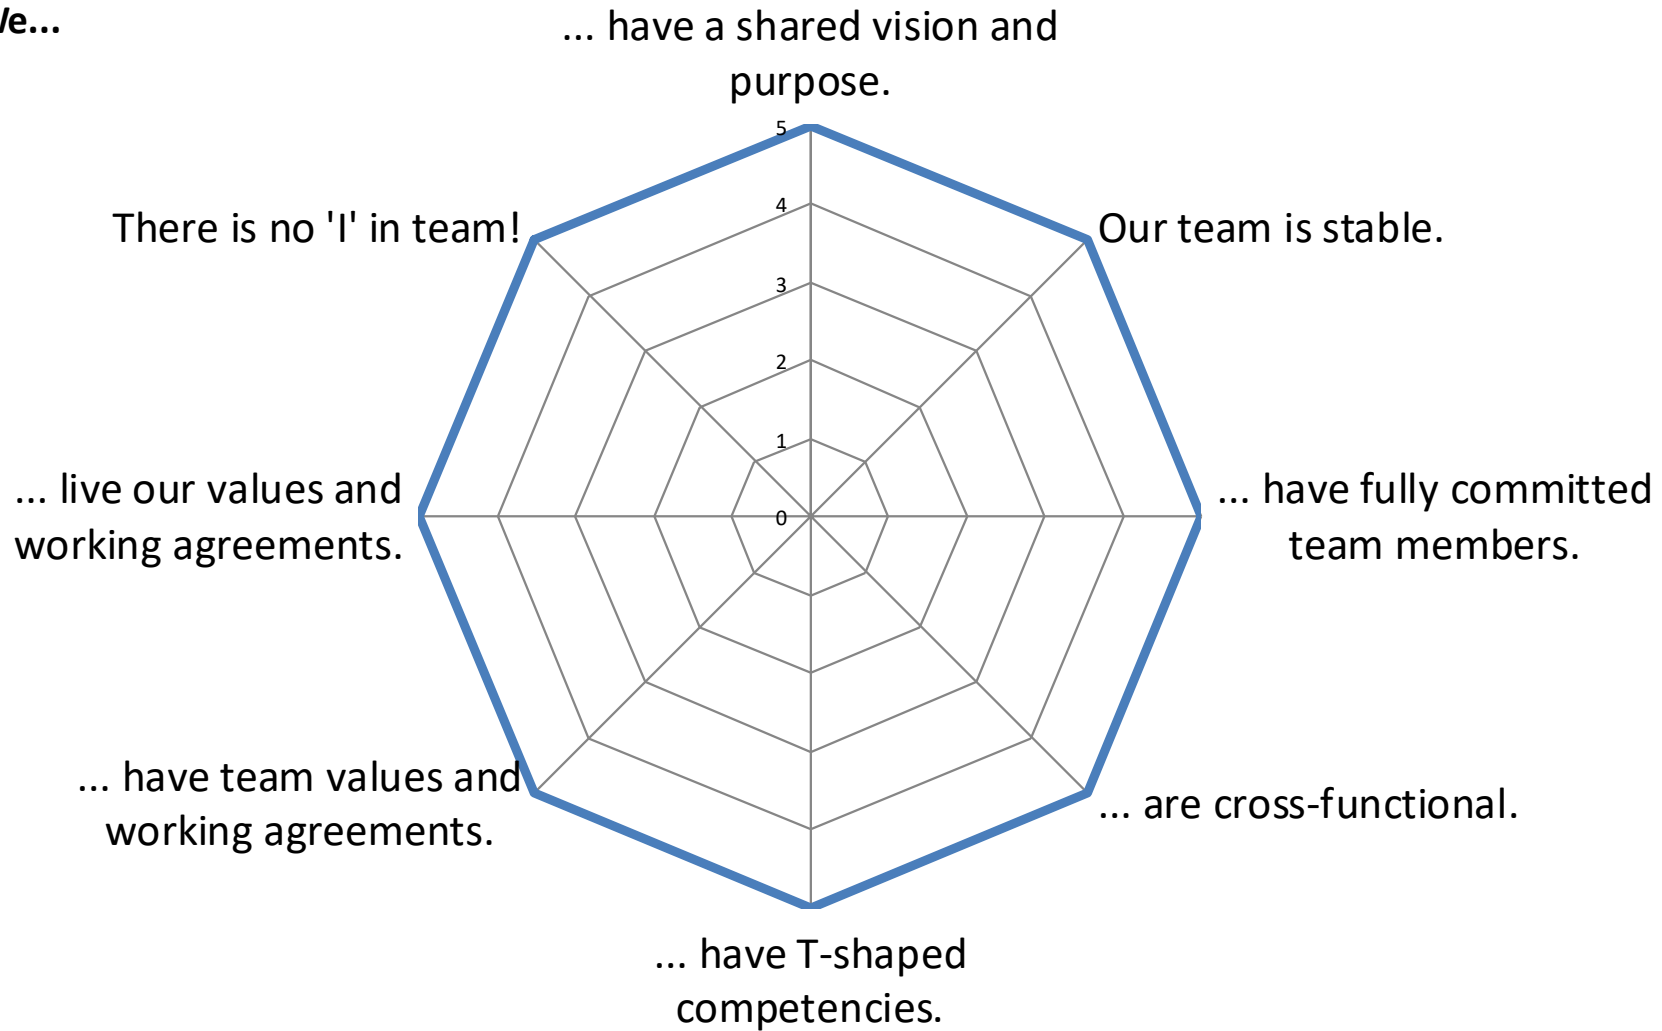 We...
... have a shared vision and
purpose.
5
4
3
2
1
0
There is no 'I' in team!
Our team is stable.
... live our values and
working agreements.
... have fully committed
team members.
... have team values and
working agreements.
... are cross-functional.
... have T-shaped
competencies.